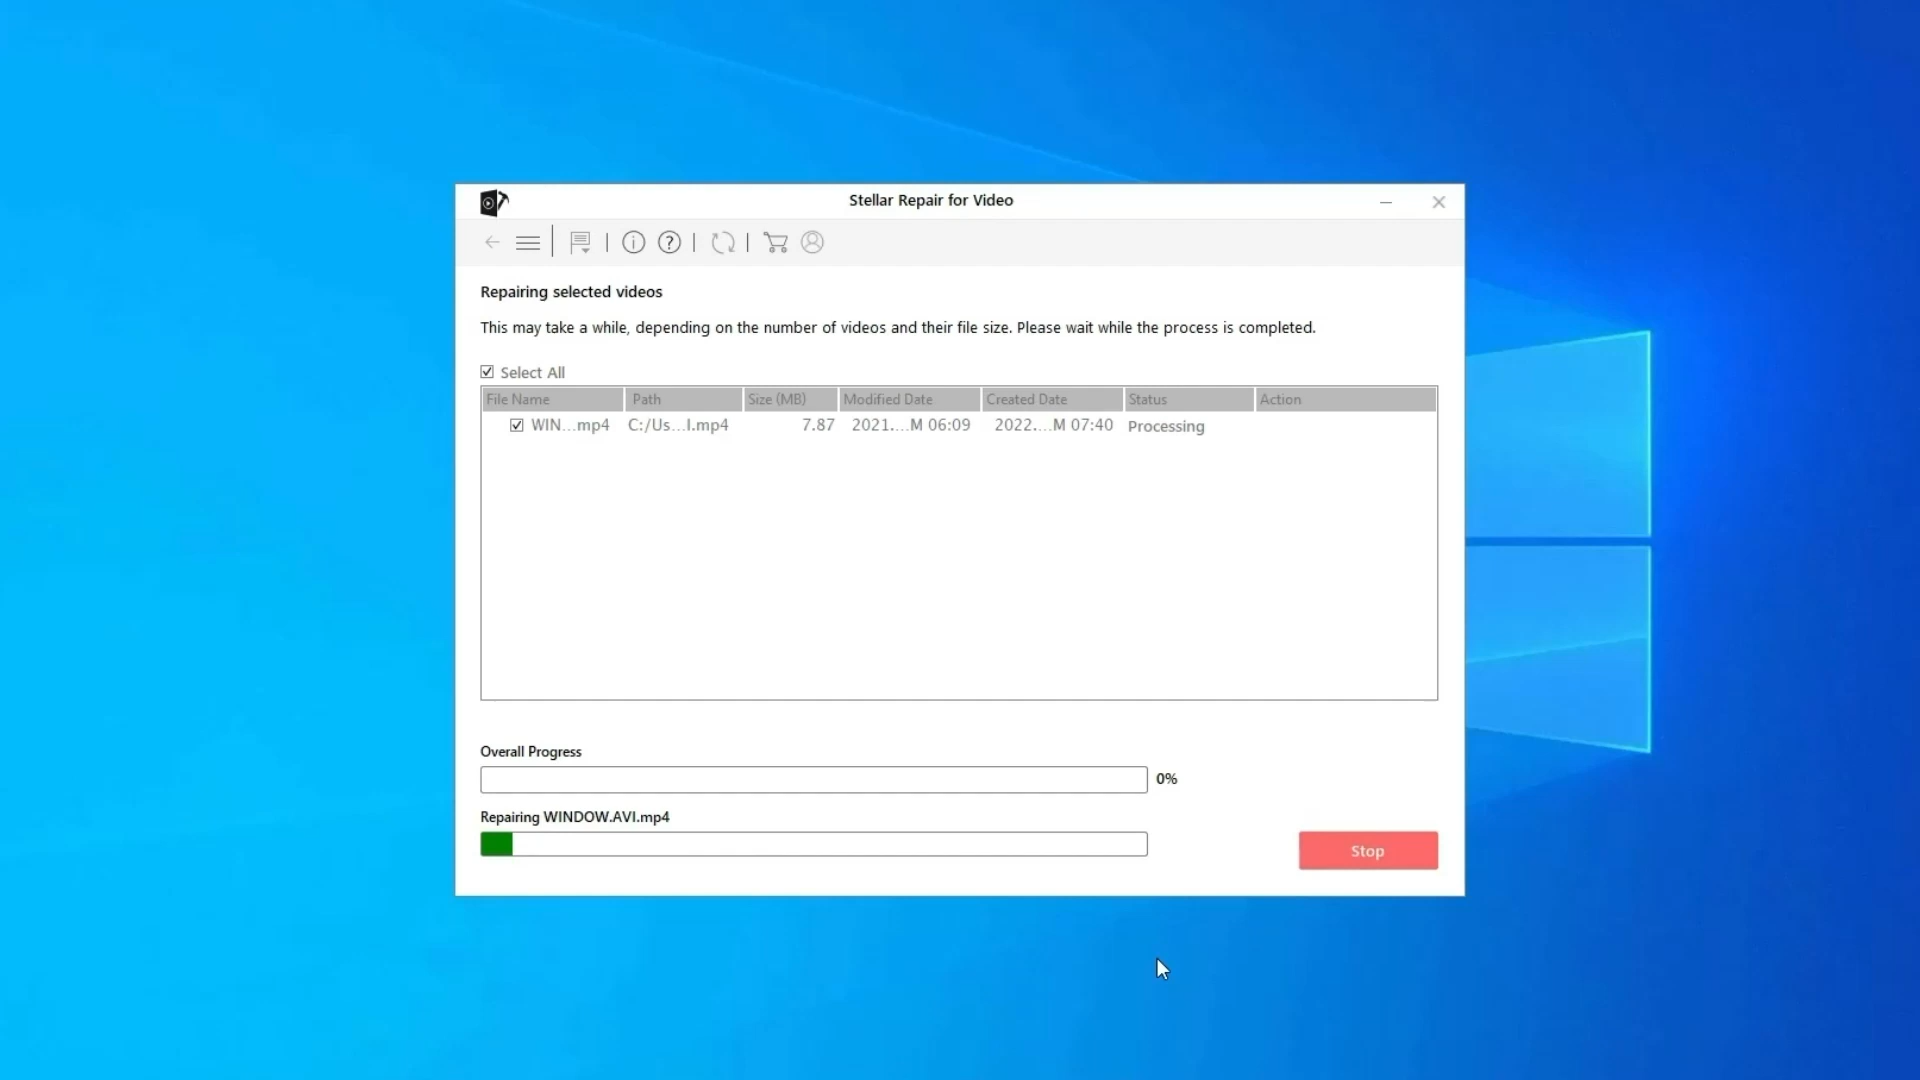 Stellar Repair for Video
Repairing selected videos
This may take a while, depending on the number of videos and their file size. Please wait while the process is completed.
Select All
File Name Path Size (MB) Modified Date Created Date Status Action
WIN...mp4 C:/Us...I.mp4 7.87 2021....M 06:09 2022....M 07:40 Processing
Overall Progress
0%
Repairing WINDOW.AVI.mp4
Stop